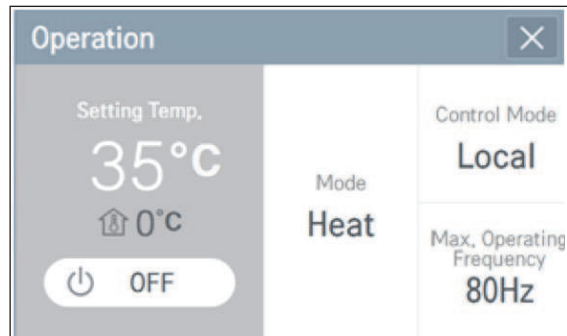 Operation
Setting Temp.
35°C
0°C
OFF
Mode
Heat
Control Mode
Local
Max. Operating
Frequency
80Hz